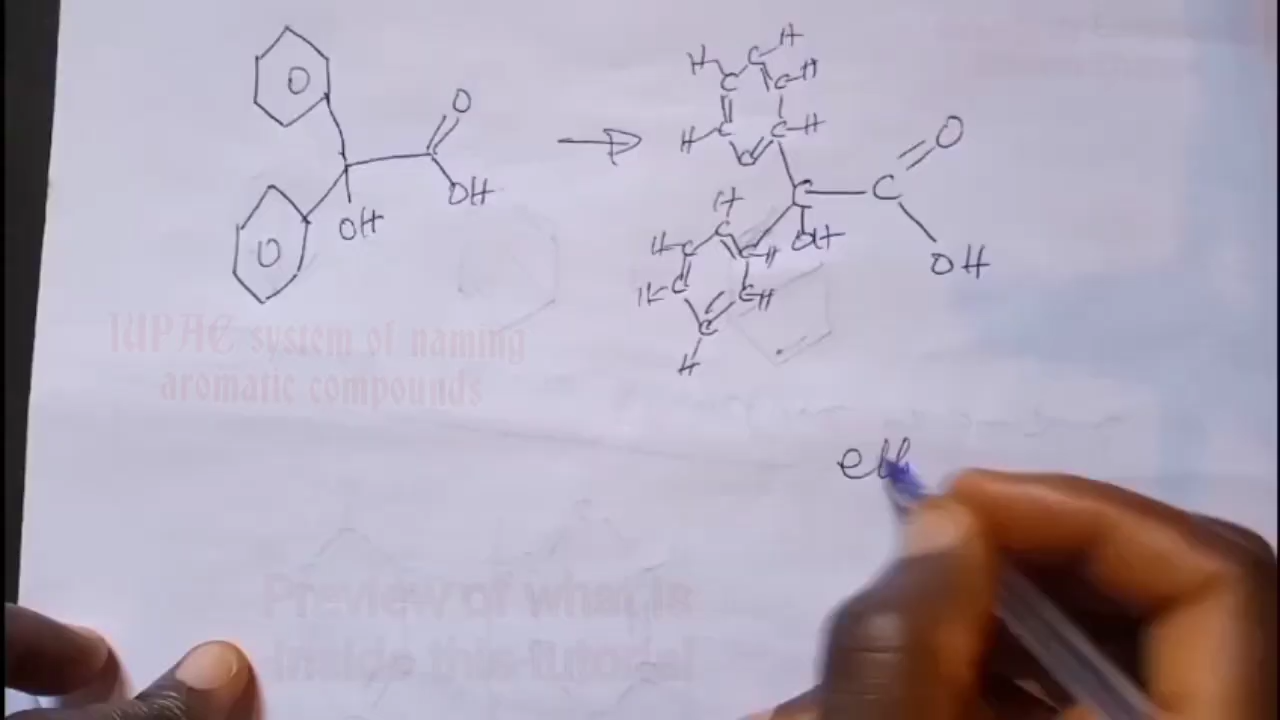 O
OH
OH
H
C
H
C
C
H
H
C
C
H
C
C
C
O
OH
OH
H
C
H
C
C
H
H
C
C
H
C
H
IUPAC system of naming
aromatic compounds
Preview of what is
inside this tutorial